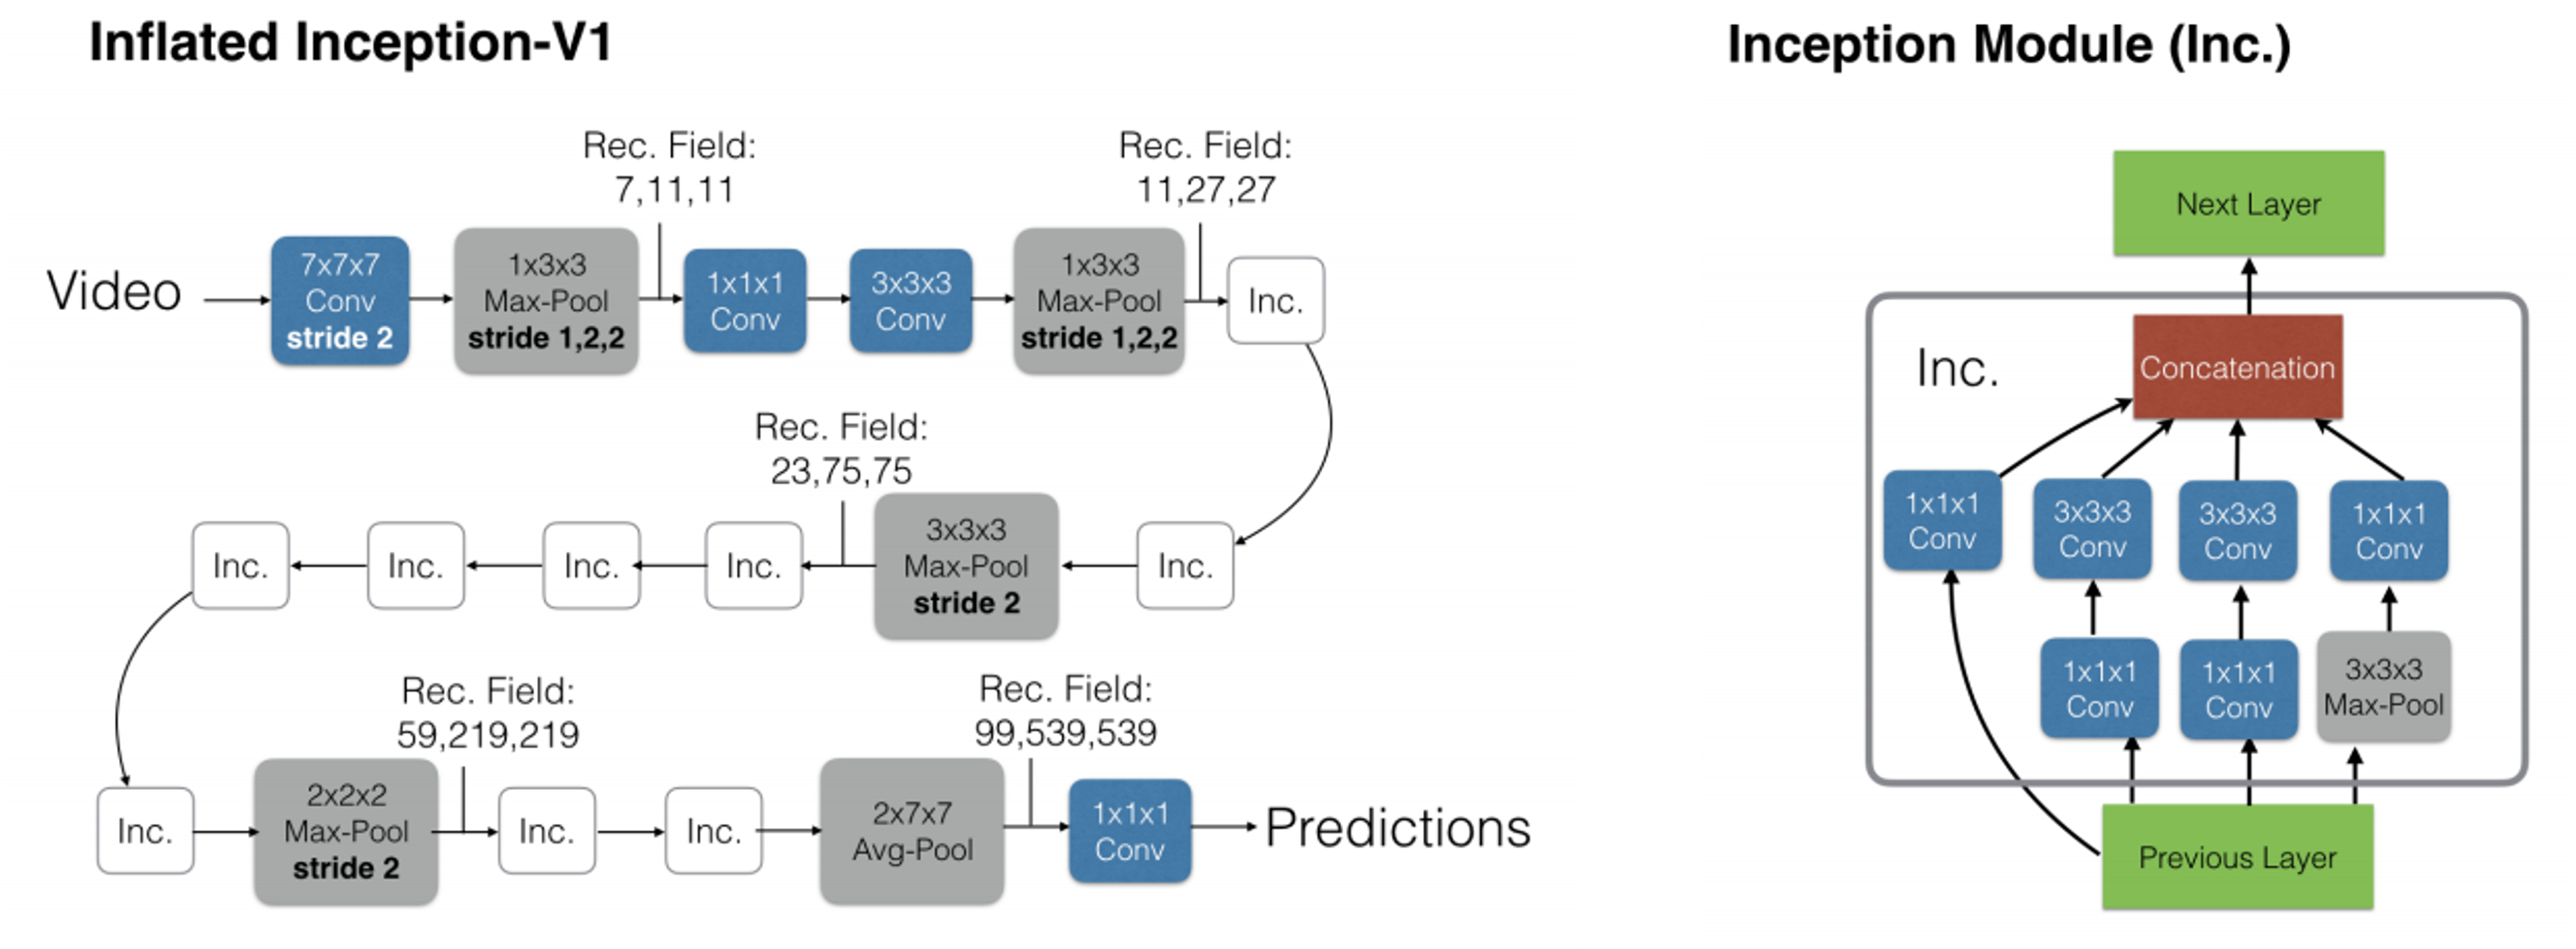 Inflated Inception-V1
Rec. Field:
7,11,11
Rec. Field:
11,27,27
Video
7x7x7
Conv
stride 2
1x3x3
Max-Pool
stride 1,2,2
1x1x1
Conv
3x3x3
Conv
1x3x3
Max-Pool
stride 1,2,2
Inc.
Rec. Field:
23,75,75
Inc.
Inc.
Inc.
Inc.
3x3x3
Max-Pool
stride 2
Inc.
Rec. Field:
59,219,219
Rec. Field:
99,539,539
Inc.
2x2x2
Max-Pool
stride 2
Inc.
Inc.
2x7x7
Avg-Pool
1x1x1
Conv
Predictions
Inception Module (Inc.)
Next Layer
Inc.
Concatenation
1x1x1
Conv
3x3x3
Conv
3x3x3
Conv
1x1x1
Conv
1x1x1
Conv
1x1x1
Conv
3x3x3
Max-Pool
Previous Layer